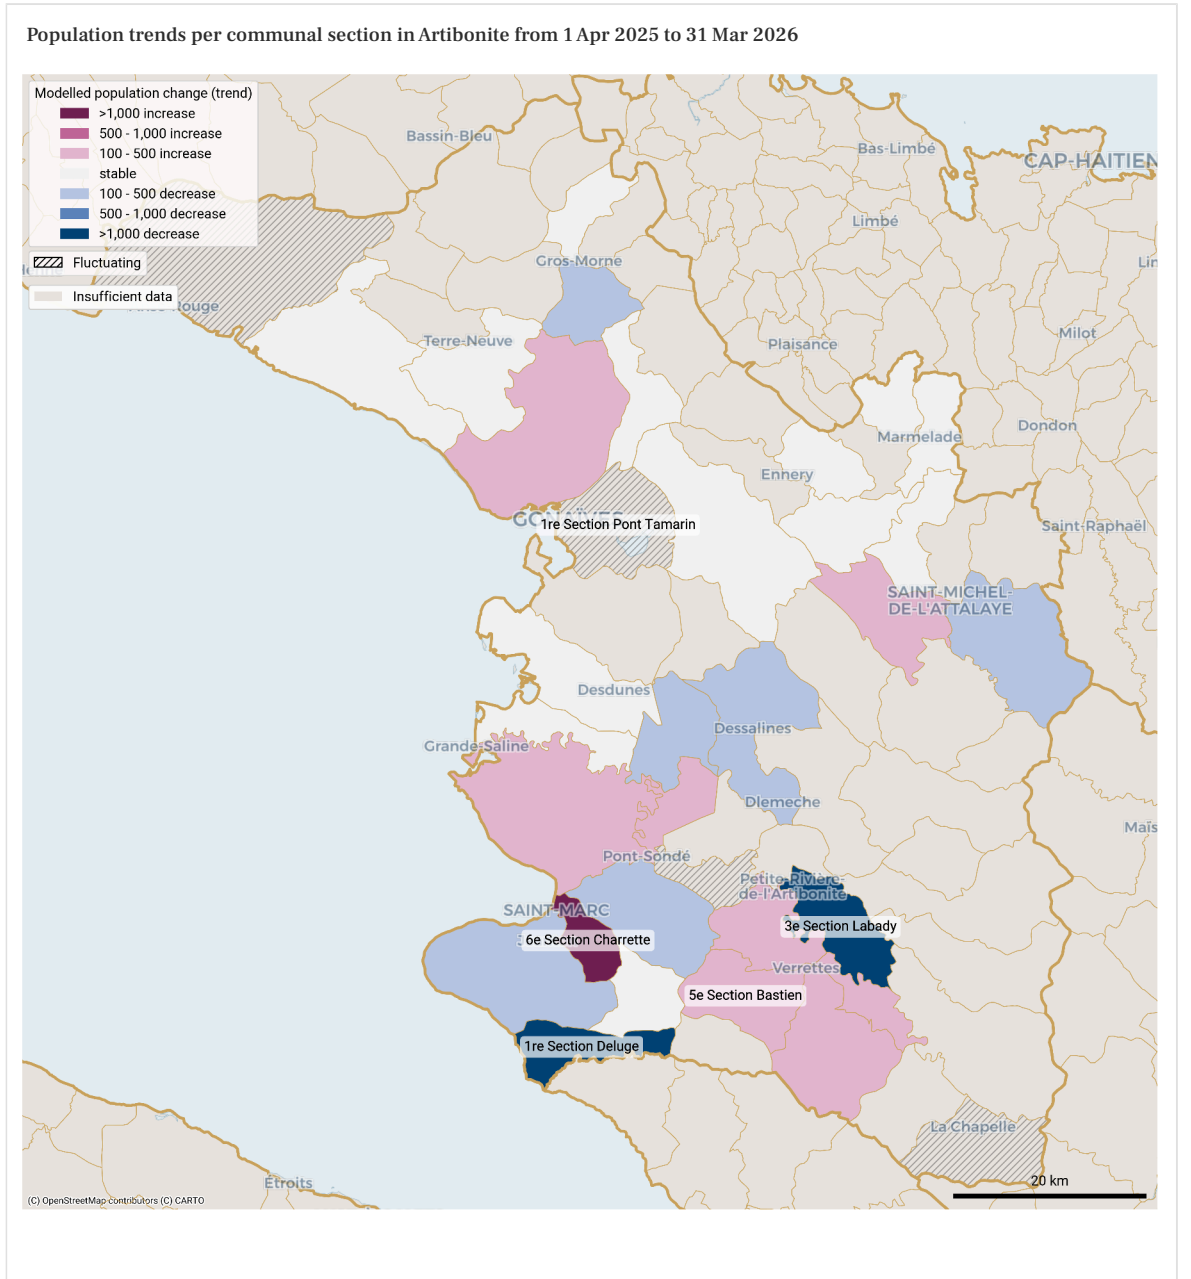 Population trends per communal section in Artibonite from 1 Apr 2025 to 31 Mar 2026
Modelled population change (trend)
>1,000 increase
500 - 1,000 increase
100 - 500 increase
stable
100 - 500 decrease
500 - 1,000 decrease
>1,000 decrease
Fluctuating
Insufficient data
Bassin-Bleu
Bas-Limbé
CAP-HAITIEN
Limbé
Gros-Morne
Rouge
Terre-Neuve
Plaisance
Milot
Marmelade
Dondon
Ennery
GONAÏVES
1re Section Pont Tamarin
Saint-Raphaël
SAINT-MICHEL-
DE-L'ATTALAYE
Desdunes
Dessalines
Grande-Saline
Dlemeche
Maïs
Pont-Sondé
Petite-Rivière-
de-l'Artibonite
SAINT-MARC
3e Section Labady
6e Section Charrette
Verrettes
5e Section Bastien
1re Section Deluge
La Chapelle
Étroits
20 km
(C) OpenStreetMap contributors (C) CARTO